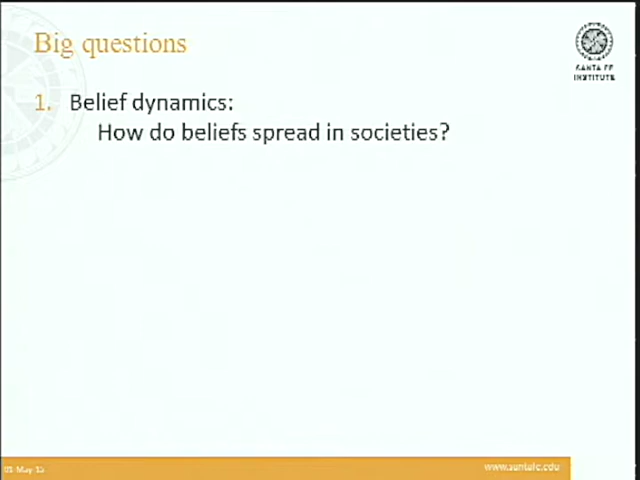 Big questions
SANTA FE
INSTITUTE
1. Belief dynamics:
How do beliefs spread in societies?
www.santafe.edu